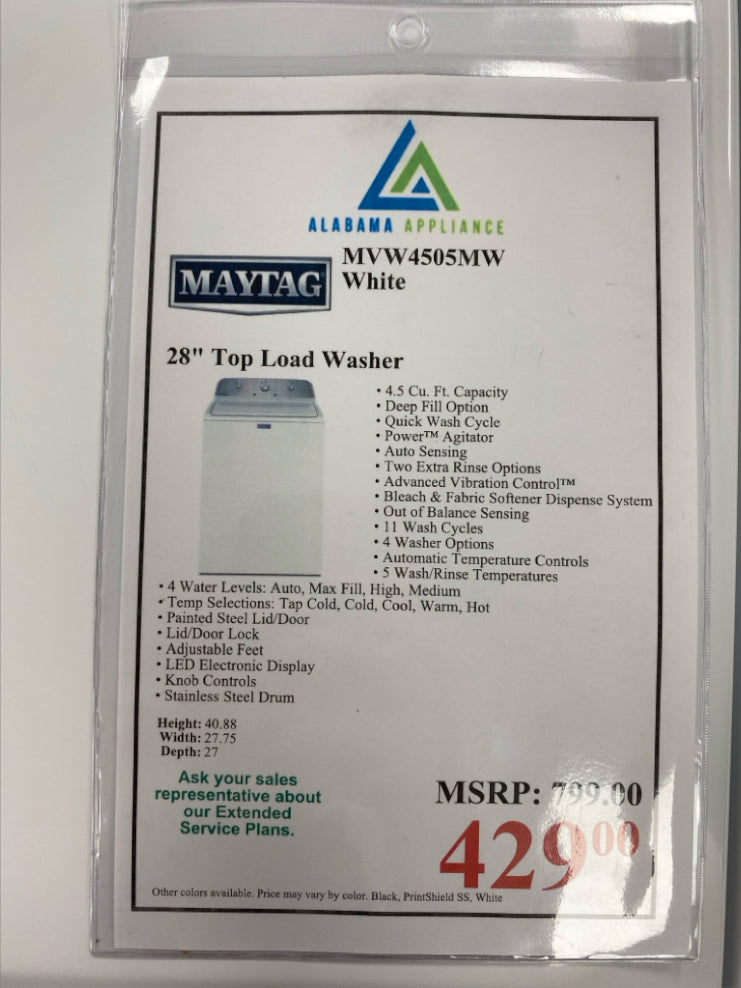 ALABAMA APPLIANCE
MAYTAG
MVW4505MW
White
28" Top Load Washer
• 4.5 Cu. Ft. Capacity
• Deep Fill Option
• Quick Wash Cycle
• Power™ Agitator
• Auto Sensing
• Two Extra Rinse Options
• Advanced Vibration Control™
• Bleach & Fabric Softener Dispense System
• Out of Balance Sensing
• 11 Wash Cycles
• 4 Washer Options
• Automatic Temperature Controls
• 5 Wash/Rinse Temperatures
• 4 Water Levels: Auto, Max Fill, High, Medium
• Temp Selections: Tap Cold, Cold, Cool, Warm, Hot
• Painted Steel Lid/Door
• Lid/Door Lock
• Adjustable Feet
• LED Electronic Display
• Knob Controls
• Stainless Steel Drum
Height: 40.88
Width: 27.75
Depth: 27
Ask your sales
representative about
our Extended
Service Plans.
MSRP: 799.00
42900
Other colors available. Price may vary by color. Black, PrintShield SS, White